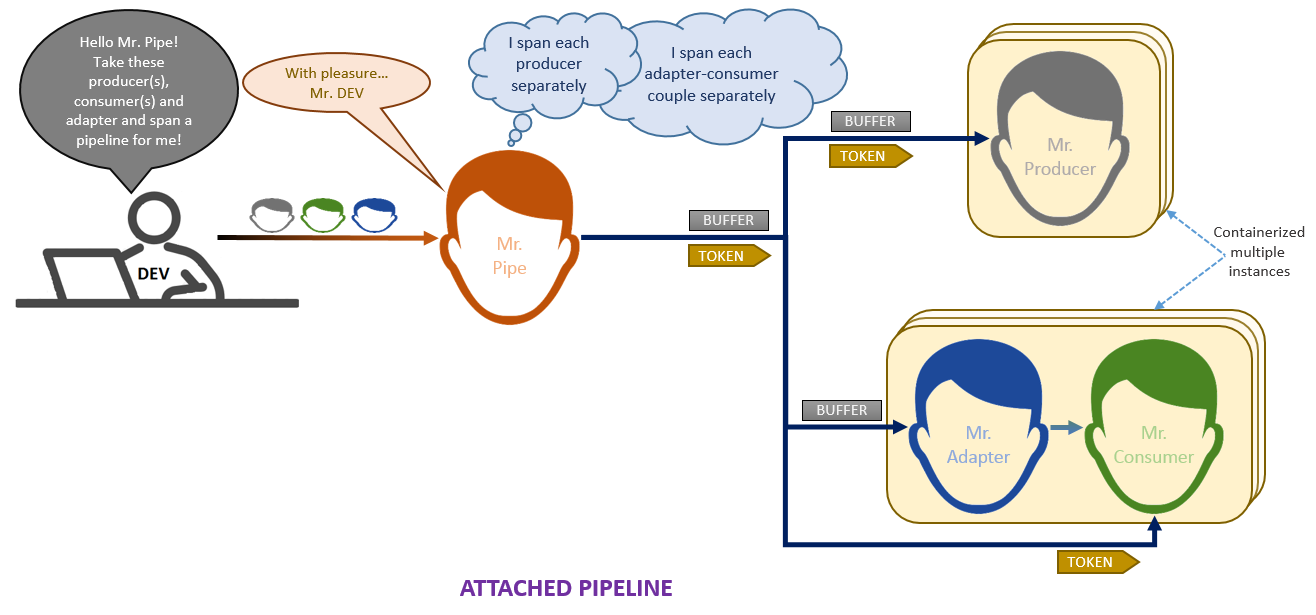 Hello Mr. Pipe!
Take these
producer(s),
consumer(s) and
adapter and span a
pipeline for me!
With pleasure...
Mr. DEV
I span each
producer
separately
I span each
adapter-consumer
couple separately
DEV
Mr.
Pipe
BUFFER
TOKEN
BUFFER
TOKEN
Mr.
Producer
Containerized
multiple
instances
BUFFER
Mr.
Adapter
Mr.
Consumer
TOKEN
ATTACHED PIPELINE